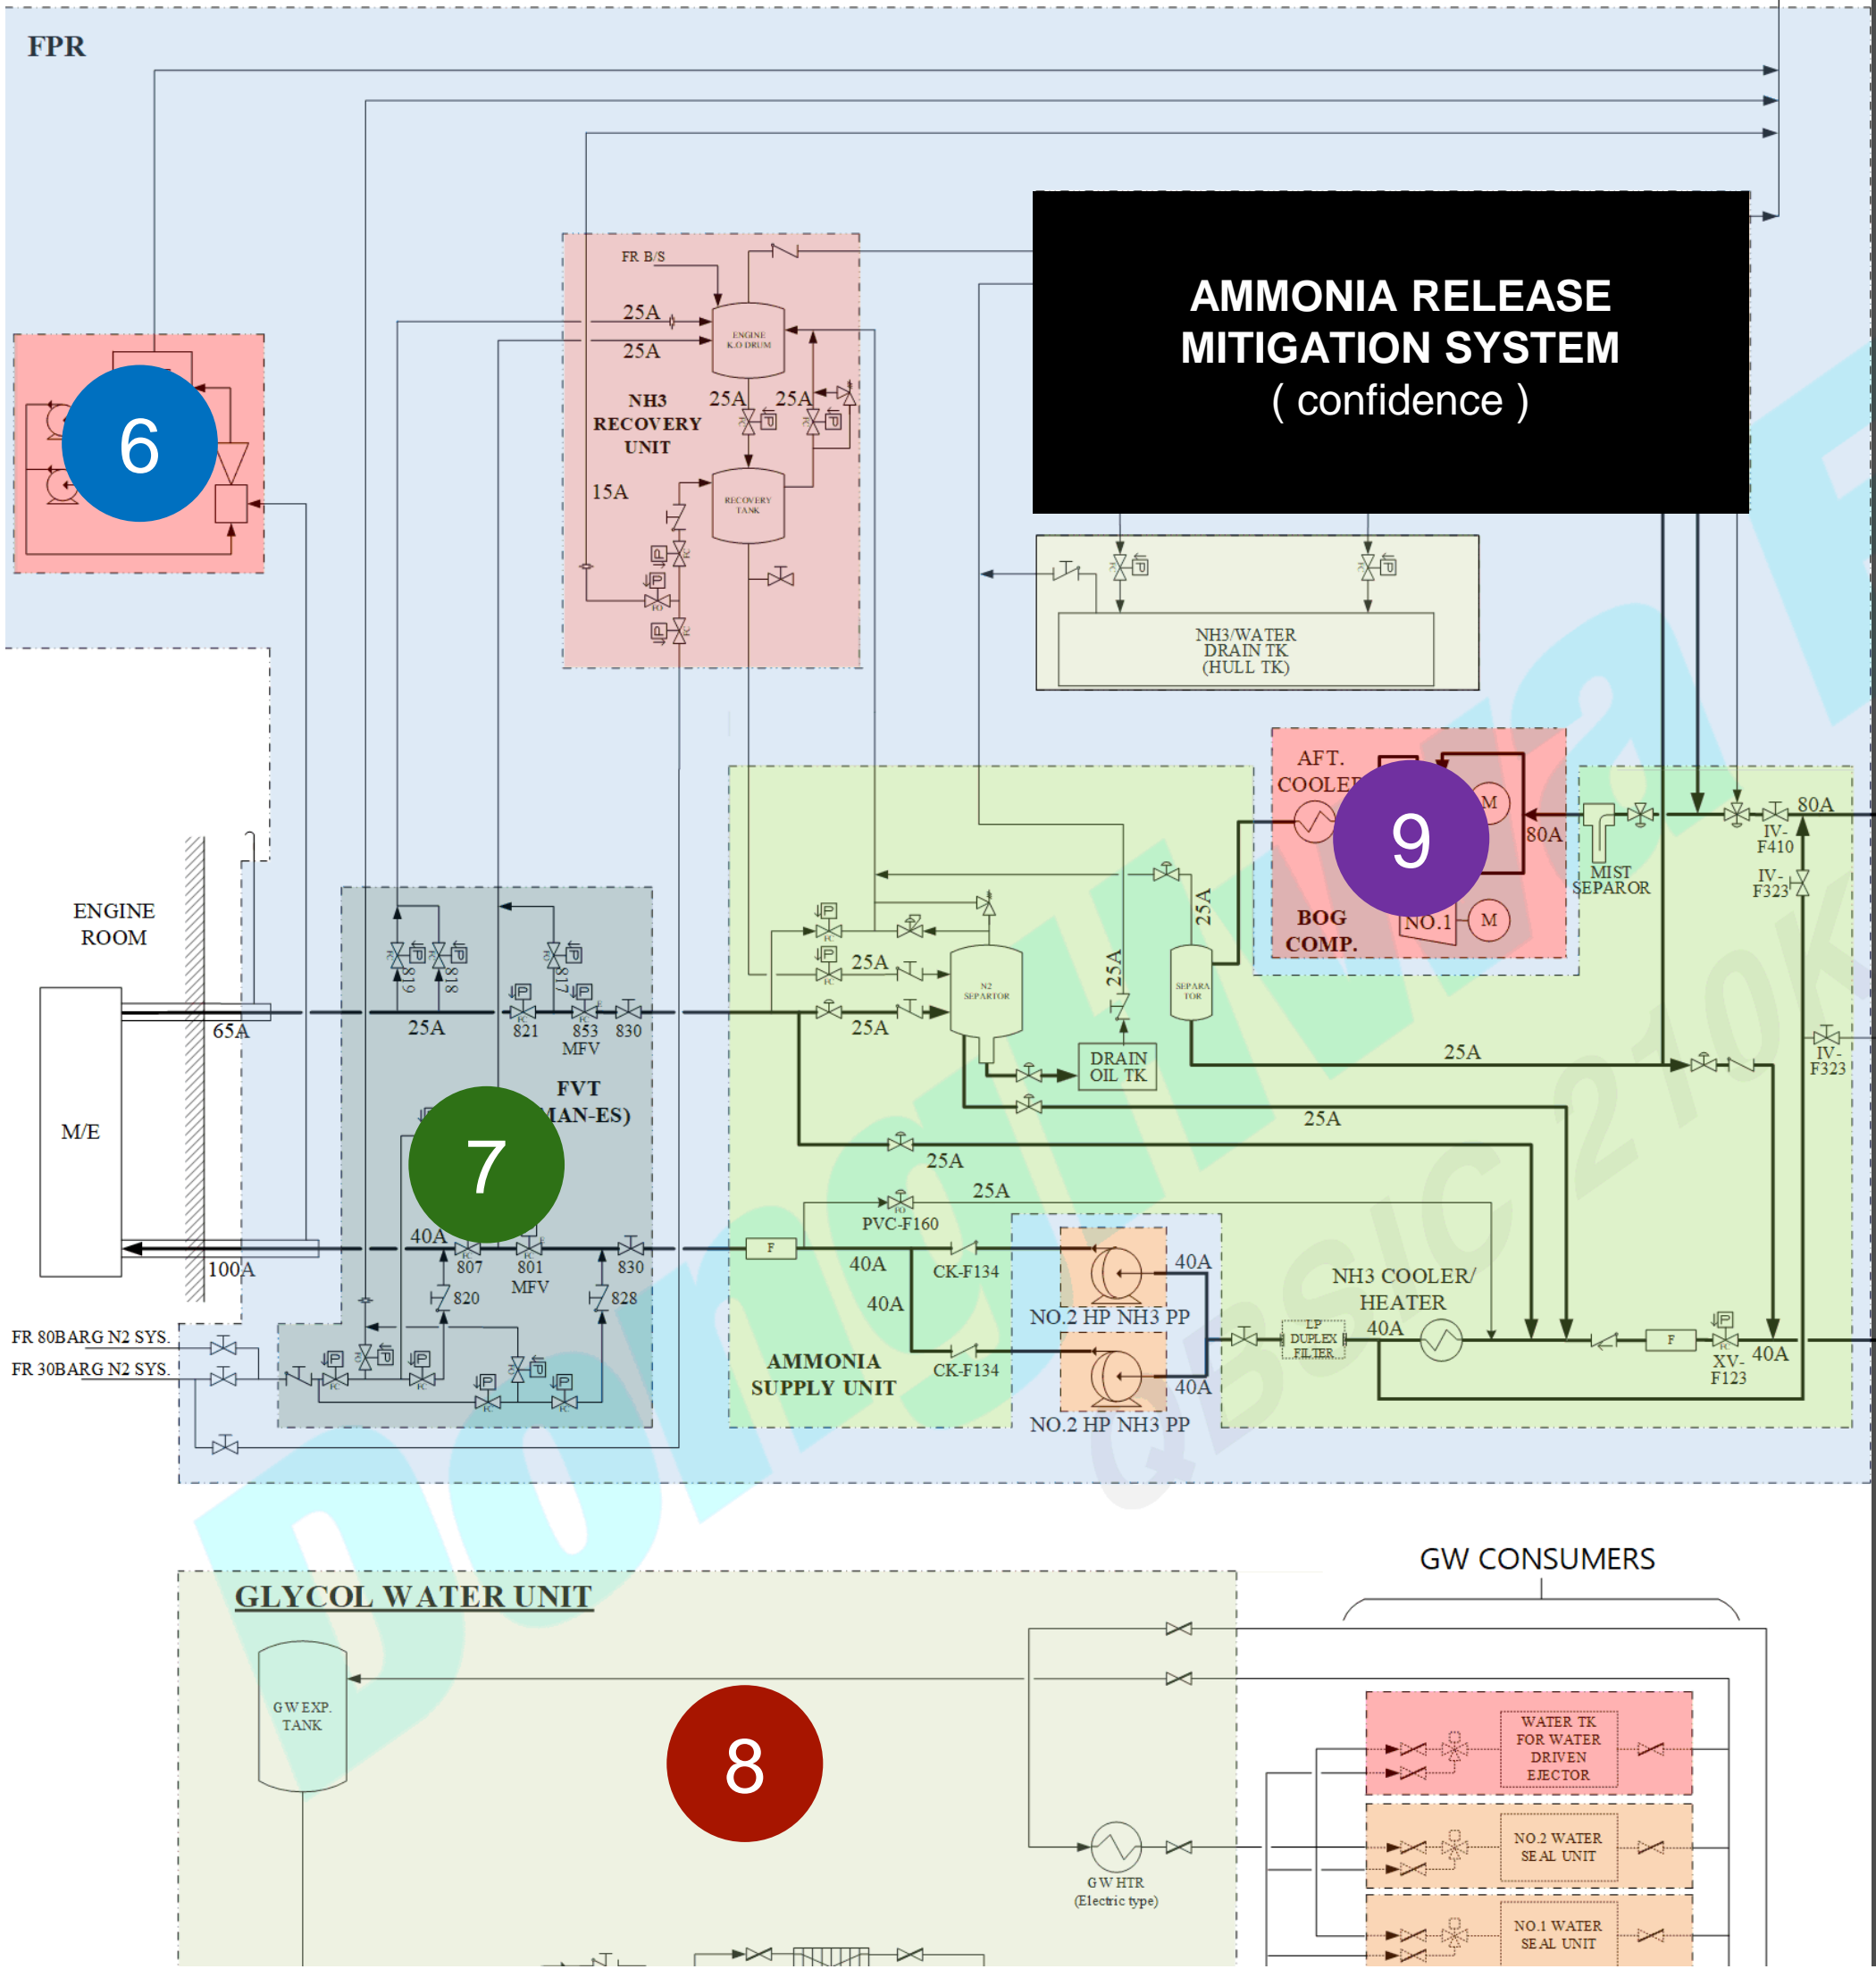 FPR
AMMONIA RELEASE
MITIGATION SYSTEM
( confidence )
FR B/S
25A
25A
ENGINE
K.O DRUM
25A
25A
NH3
RECOVERY
UNIT
15A
RECOVERY
TANK
6
NH3/WATER
DRAIN TK
(HULL TK)
AFT.
COOLER
9
M
80A
NO.1
M
BOG
COMP.
MIST
SEPAROR
80A
IV-
F410
IV-
F323
IV-
F323
ENGINE
ROOM
M/E
65A
100A
819
818
817
25A
821
853
MFV
830
FVT
MAN-ES)
7
40A
807
801
MFV
830
820
828
FR 80BARG N2 SYS.
FR 30BARG N2 SYS.
25A
25A
N2
SEPARTOR
25A
25A
SEPARA
TOR
DRAIN
OIL TK
25A
25A
25A
25A
PVC-F160
F
40A
40A
CK-F134
CK-F134
40A
NO.2 HP NH3 PP
40A
NO.2 HP NH3 PP
AMMONIA
SUPPLY UNIT
LP
DUPLEX
FILTER
NH3 COOLER/
HEATER
40A
F
XV-
F123
40A
QBSIC 210K
GLYCOL WATER UNIT
GW EXP.
TANK
8
GW HTR
(Electric type)
GW CONSUMERS
WATER TK
FOR WATER
DRIVEN
EJECTOR
NO.2 WATER
SEAL UNIT
NO.1 WATER
SEAL UNIT